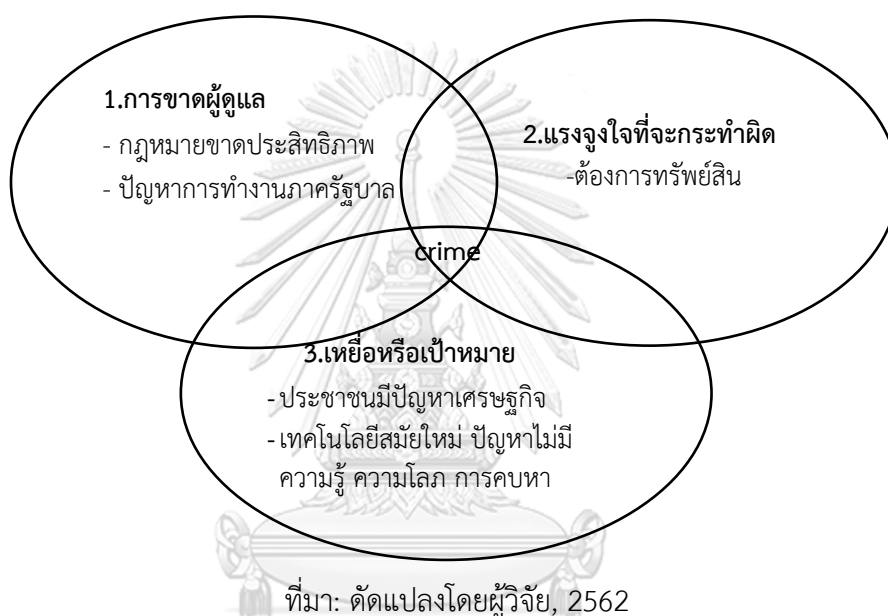 1.การขาดผู้ดูแล
- กฎหมายขาดประสิทธิภาพ
- ปัญหาการทำงานภาครัฐบาล
2.แรงจูงใจที่จะกระทำผิด
-ต้องการทรัพย์สิน
crime
3.เหยื่อหรือเป้าหมาย
-ประชาชนมีปัญหาเศรษฐกิจ
-เทคโนโลยีสมัยใหม่ ปัญหาไม่มี
ความรู้ ความโลภ การคบหา
ที่มา: ดัดแปลงโดยผู้วิจัย, 2562